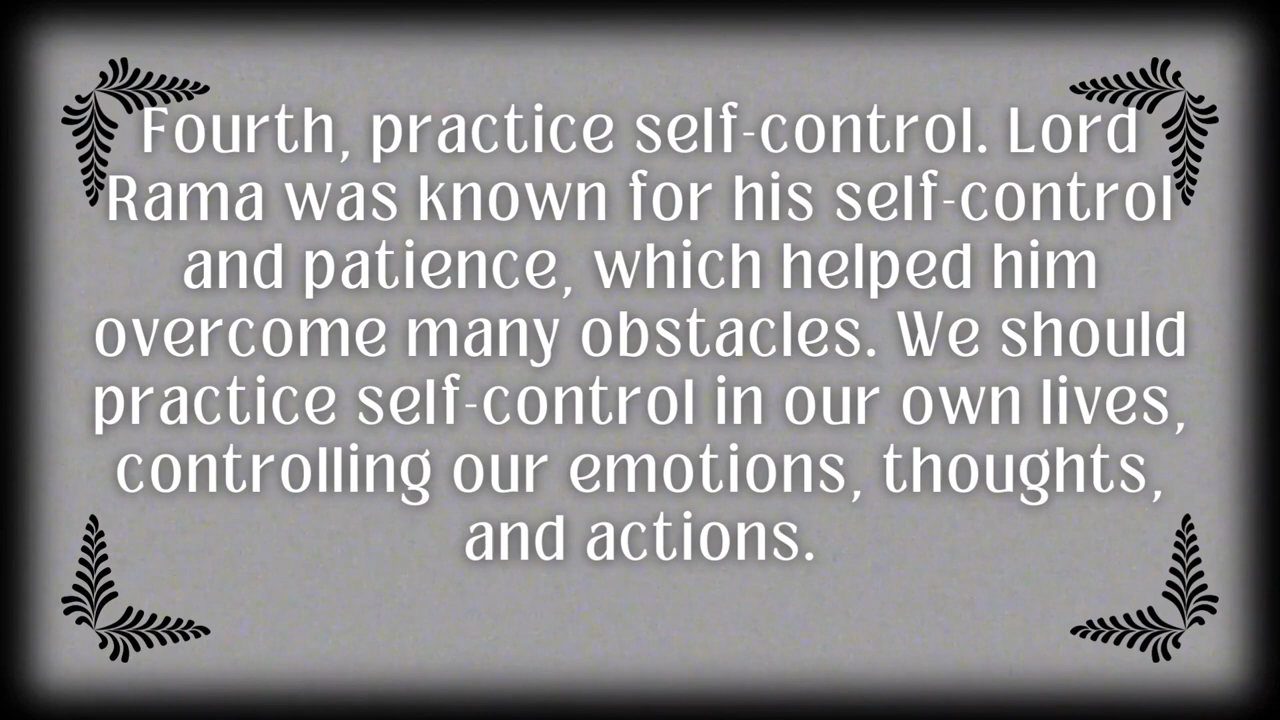 Fourth, practice self-control. Lord
Rama was known for his self-control
and patience, which helped him
overcome many obstacles. We should
practice self-control in our own lives,
controlling our emotions, thoughts,
and actions.